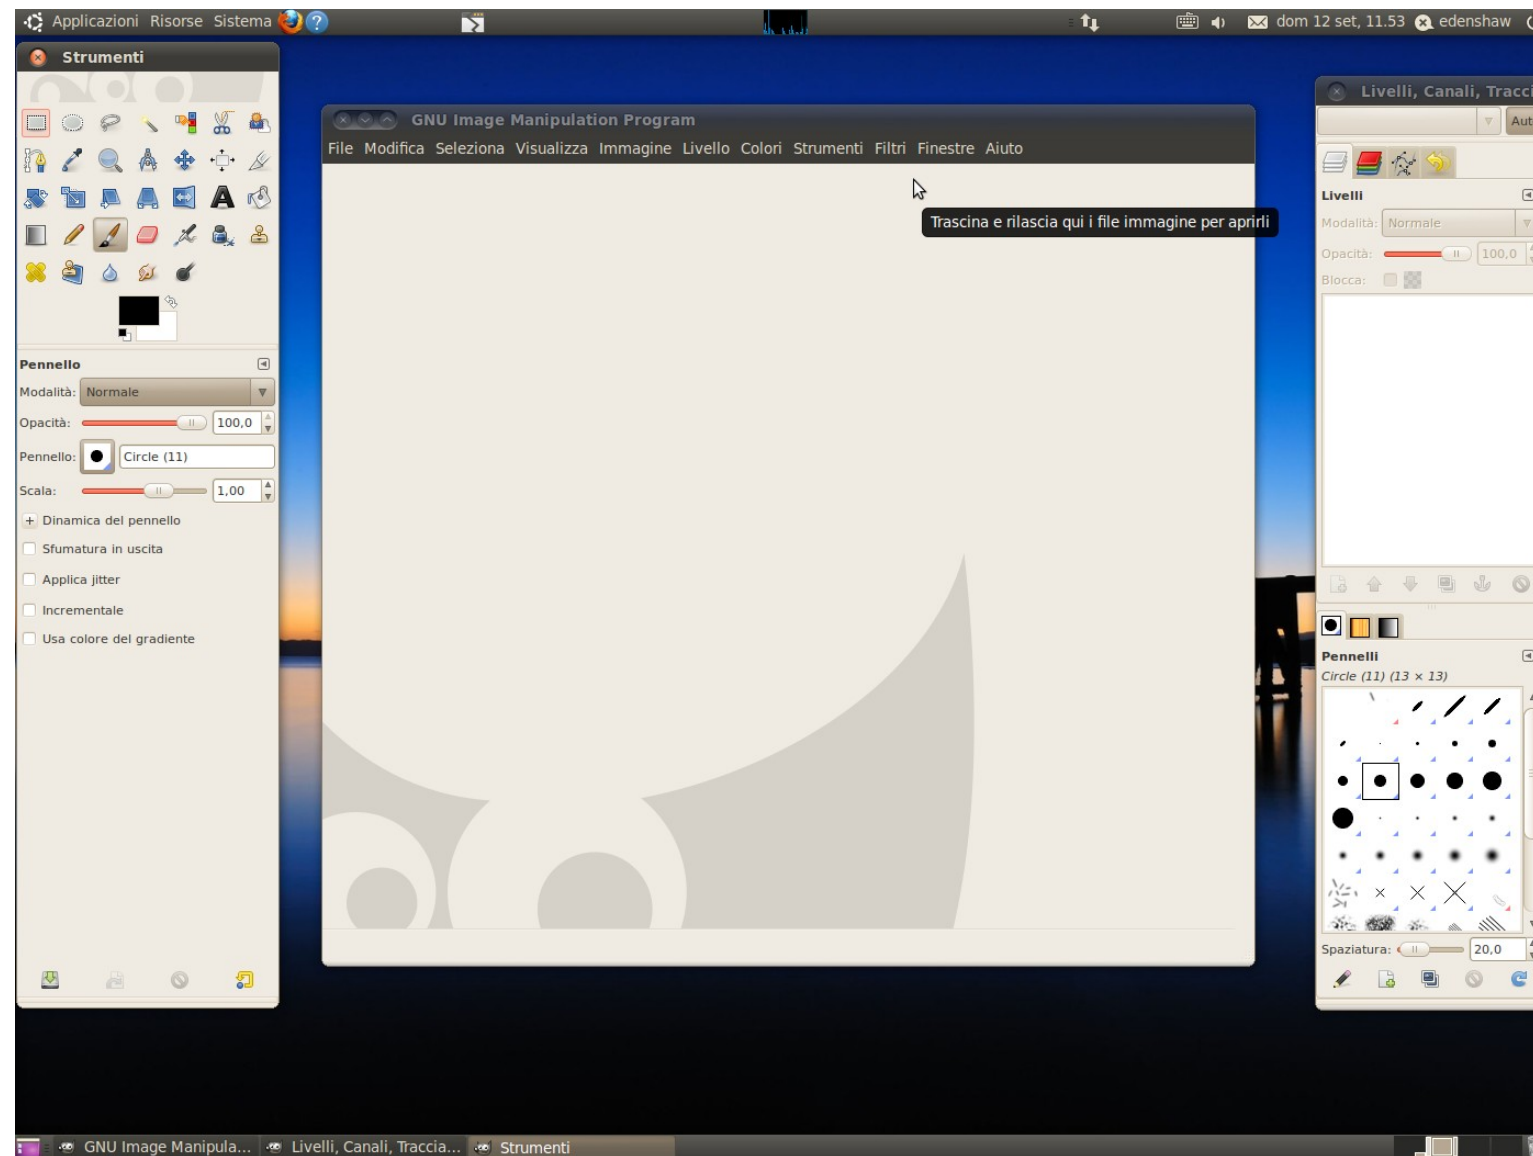 Applicazioni Risorse Sistema
dom 12 set, 11.53 edenshaw
Strumenti
Pennello
Modalità: Normale
Opacità: 100,0
Pennello: Circle (11)
Scala: 1,00
Dinamica del pennello
Sfumatura in uscita
Applica jitter
Incrementale
Usa colore del gradiente
GNU Image Manipulation Program
File Modifica Seleziona Visualizza Immagine Livello Colori Strumenti Filtri Finestre Aiuto
Trascina e rilascia qui i file immagine per aprirli
Livelli, Canali, Tracci
Aut
Livelli
Modalità: Normale
Opacità: 100,0
Blocca:
Pennelli
Circle (11) (13 × 13)
Spaziatura: 20,0
GNU Image Manipula... Livelli, Canali, Traccia... Strumenti